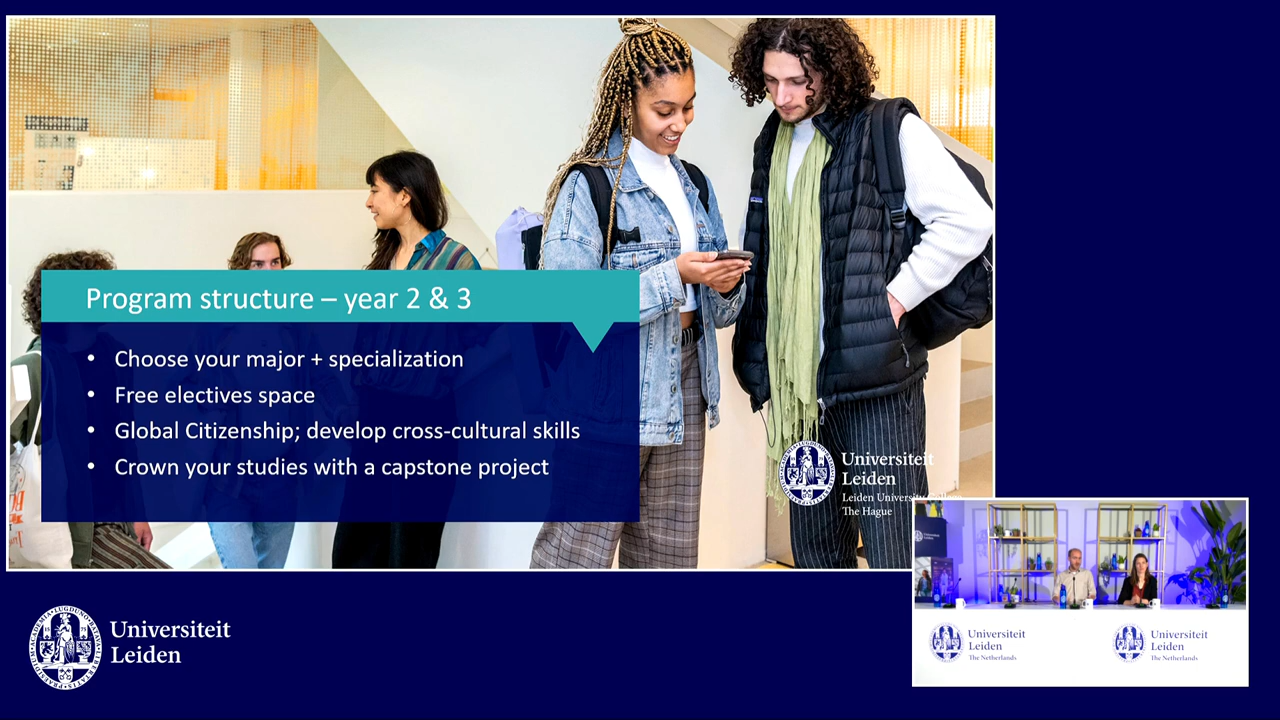 Program structure – year 2 & 3
• Choose your major + specialization
• Free electives space
• Global Citizenship; develop cross-cultural skills
• Crown your studies with a capstone project
Universiteit
Leiden
Leiden University College
The Hague
Universiteit
Leiden
Universiteit
Leiden
The Netherlands
Universiteit
Leiden
The Netherlands